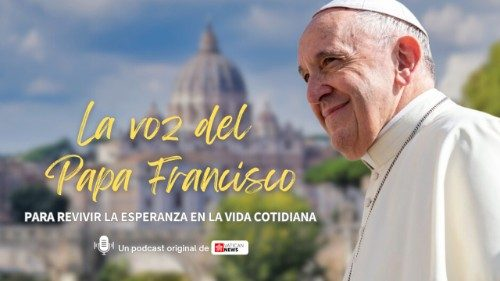 La voz del
Papa Francisco
PARA REVIVIR LA ESPERANZA EN LA VIDA COTIDIANA
Un podcast original de VATICAN
NEWS